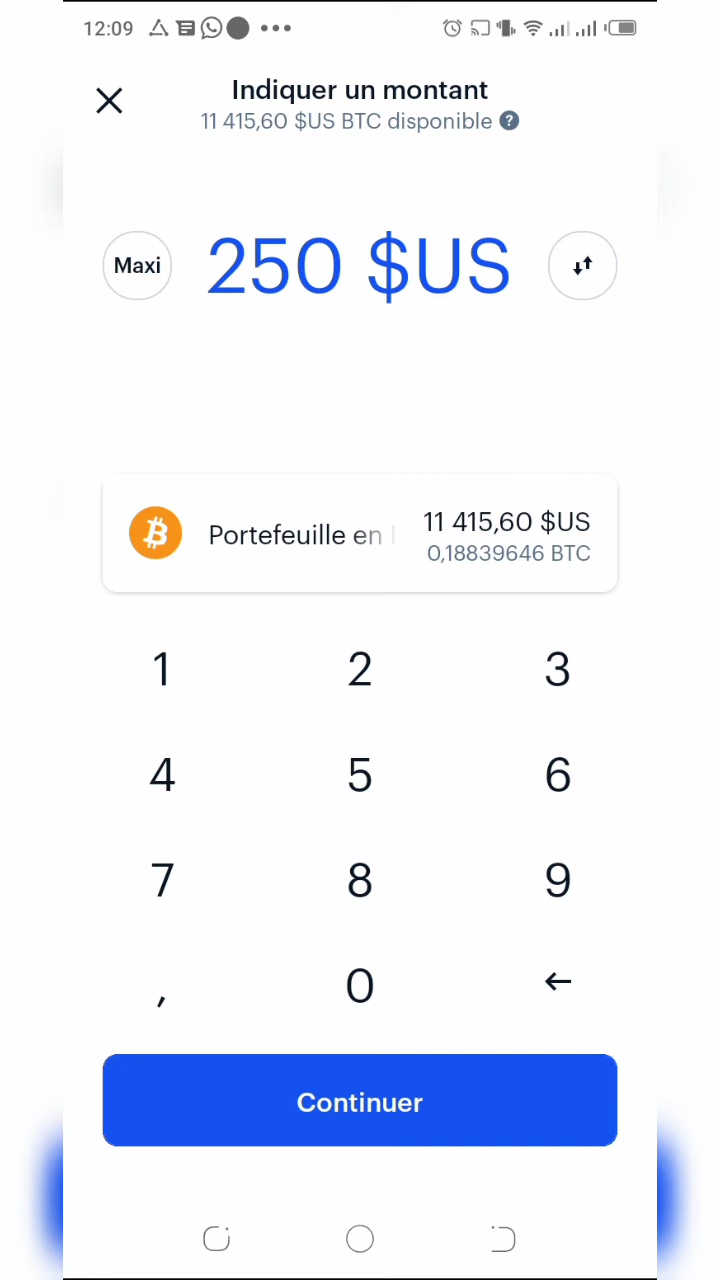 12:09
Indiquer un montant
11 415,60 $US BTC disponible ?
Maxi
250 $US
Portefeuille en
11 415,60 $US
0,18839646 BTC
1 2 3
4 5 6
7 8 9
, 0
Continuer